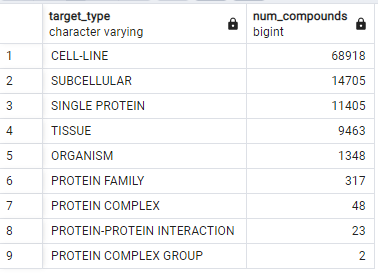 target_type num_compounds
character varying bigint
1 CELL-LINE 68918
2 SUBCELLULAR 14705
3 SINGLE PROTEIN 11405
4 TISSUE 9463
5 ORGANISM 1348
6 PROTEIN FAMILY 317
7 PROTEIN COMPLEX 48
8 PROTEIN-PROTEIN INTERACTION 23
9 PROTEIN COMPLEX GROUP 2